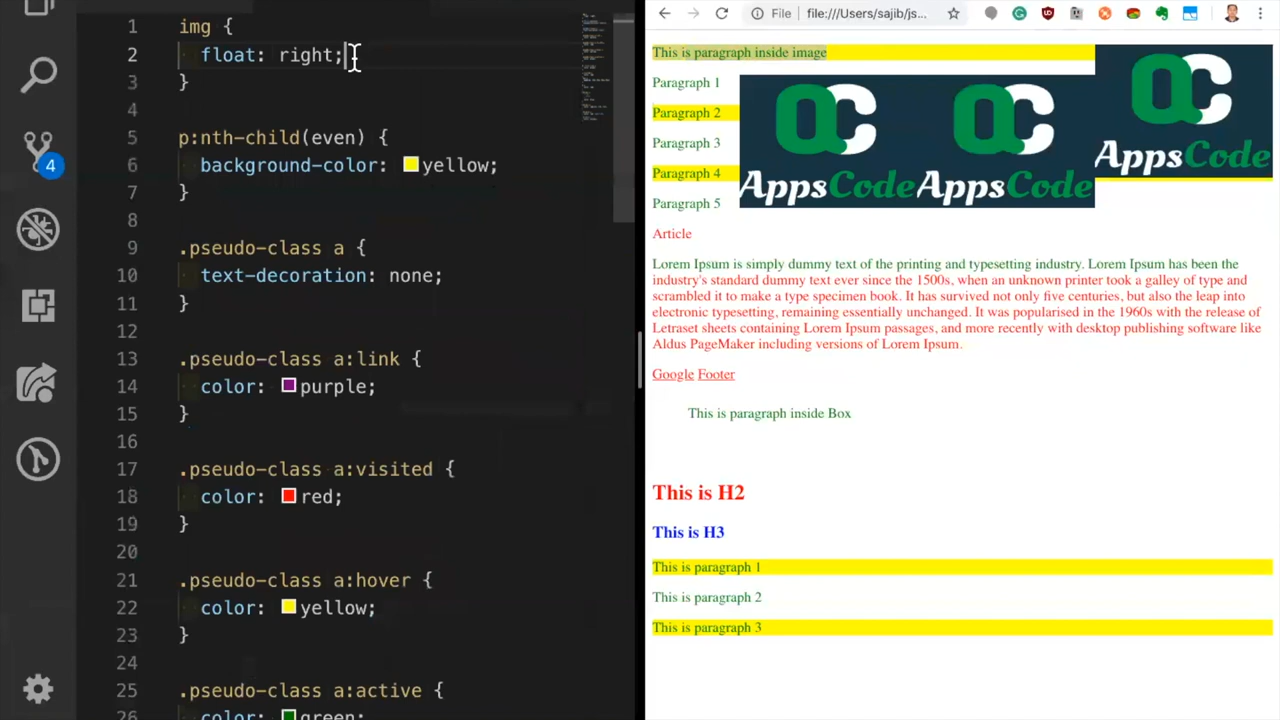 1 img {
2 float: right;
3 }
4
5 p:nth-child(even) {
6 background-color: yellow;
7 }
8
9 .pseudo-class a {
10 text-decoration: none;
11 }
12
13 .pseudo-class a:link {
14 color: purple;
15 }
16
17 .pseudo-class a:visited {
18 color: red;
19 }
20
21 .pseudo-class a:hover {
22 color: yellow;
23 }
24
25 .pseudo-class a:active {
26 color: green;
4
File file:///Users/sajib/js...
This is paragraph inside image
Paragraph 1
Paragraph 2
Paragraph 3
Paragraph 4
Paragraph 5
AppsCode
AppsCode
AppsCode
Article
Lorem Ipsum is simply dummy text of the printing and typesetting industry. Lorem Ipsum has been the
industry's standard dummy text ever since the 1500s, when an unknown printer took a galley of type and
scrambled it to make a type specimen book. It has survived not only five centuries, but also the leap into
electronic typesetting, remaining essentially unchanged. It was popularised in the 1960s with the release of
Letraset sheets containing Lorem Ipsum passages, and more recently with desktop publishing software like
Aldus PageMaker including versions of Lorem Ipsum.
Google Footer
This is paragraph inside Box
This is H2
This is H3
This is paragraph 1
This is paragraph 2
This is paragraph 3